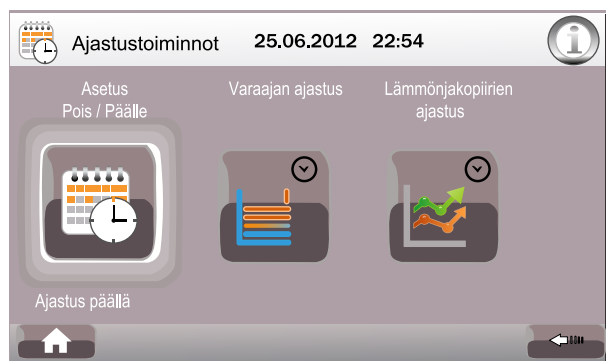 Ajastustoiminnot 25.06.2012 22:54
Asetus
Pois / Päälle
Varaajan ajastus
Lämmönjakopiirien
ajastus
Ajastus päällä